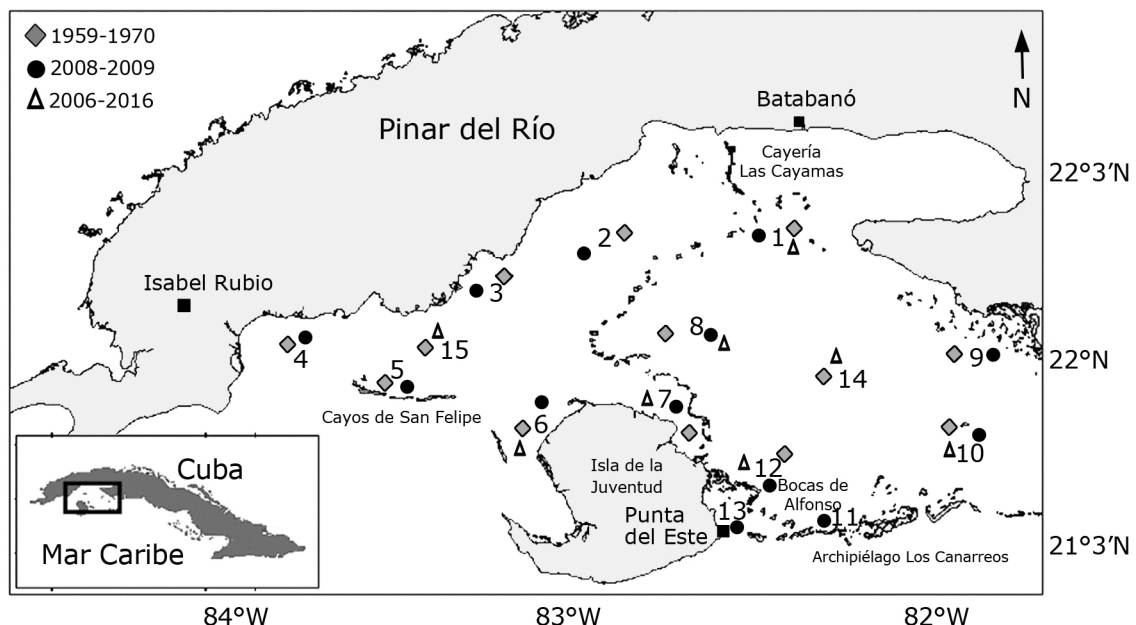 1959-1970
2008-2009
2006-2016
N
Batabanó
Pinar del Río
Cayería
Las Cayamas
22°3’N
2
1
Isabel Rubio
3
4
15
8
14
9
22°N
5
Cayos de San Felipe
6
7
10
Isla de la
Juventud
12
Bocas de
Alfonso
Punta
del Este
13
11
Archipiélago Los Canarreos
21°3’N
Cuba
Mar Caribe
84°W
83°W
82°W